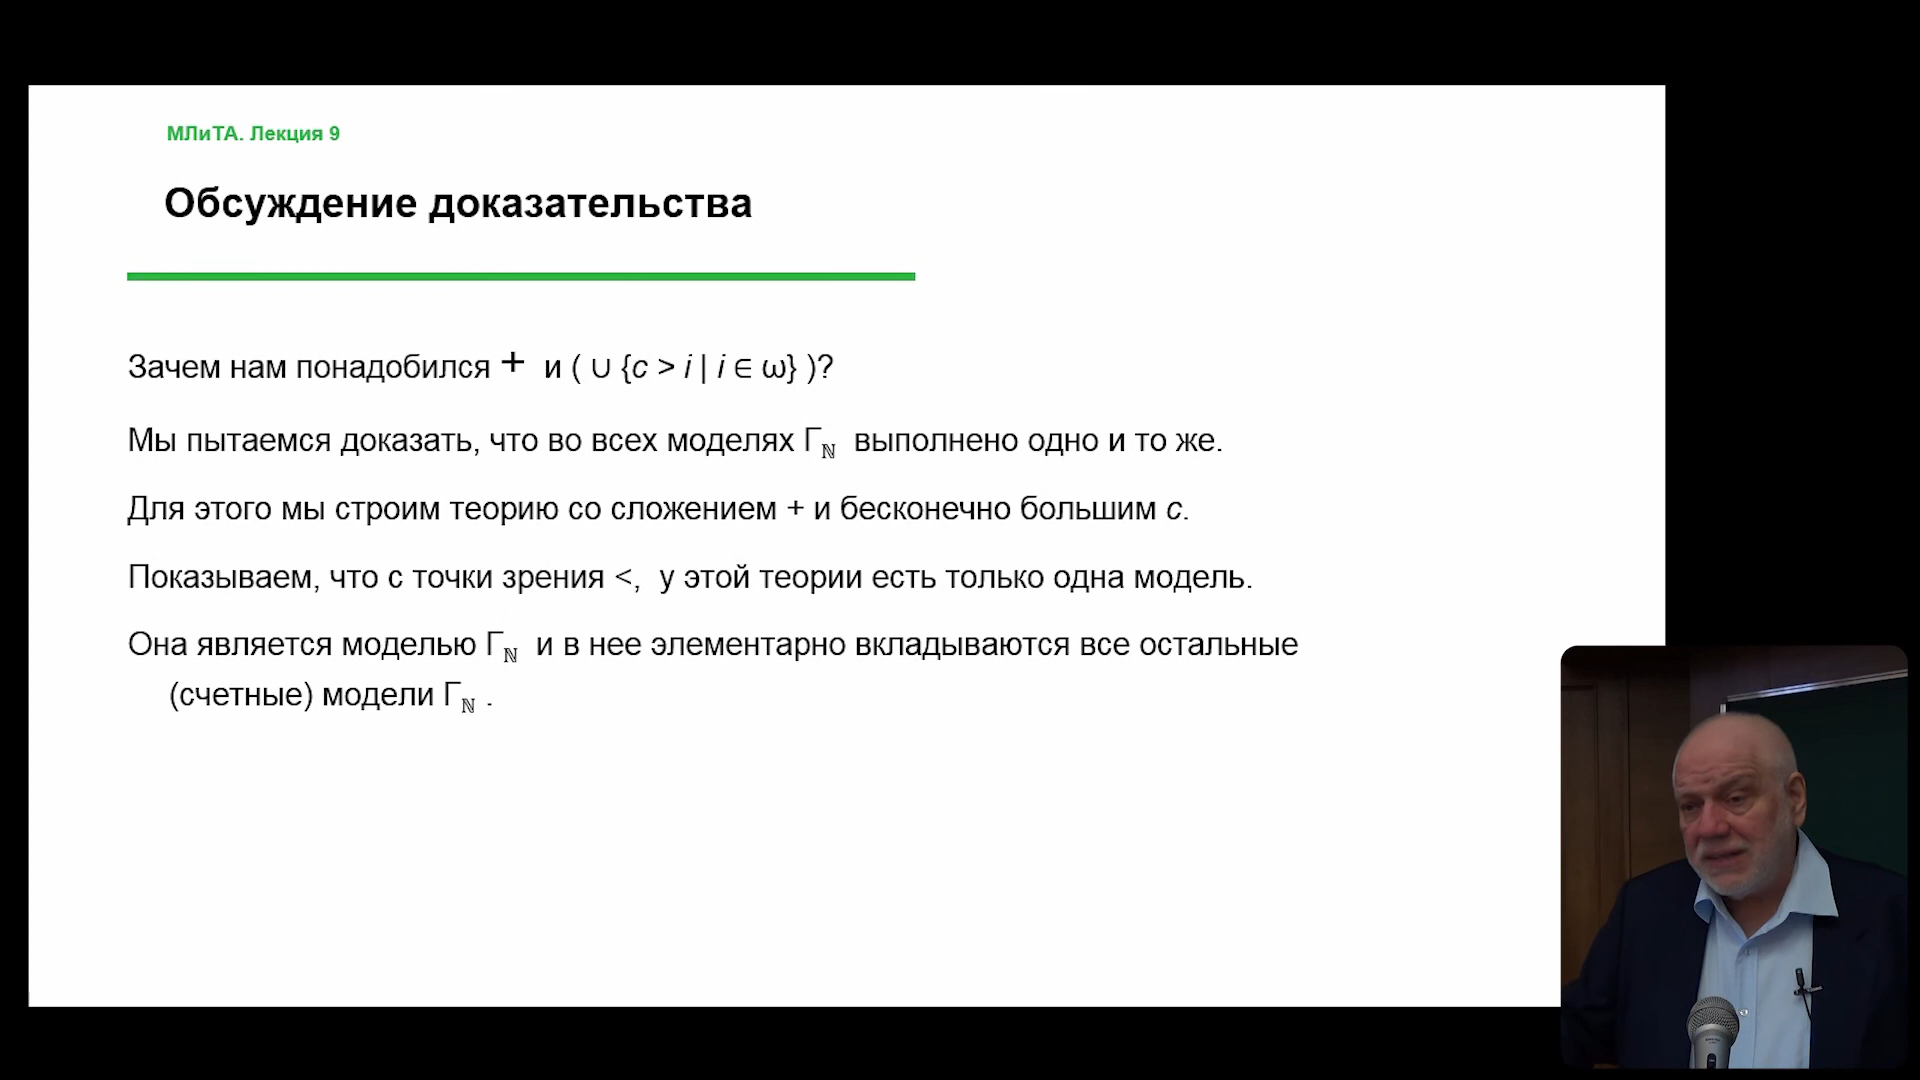 МЛиТА. Лекция 9
Обсуждение доказательства
Зачем нам понадобился + и ( ∪ {c > i | i ∈ ω} )?
Мы пытаемся доказать, что во всех моделях Γℕ выполнено одно и то же.
Для этого мы строим теорию со сложением + и бесконечно большим c.
Показываем, что с точки зрения <, у этой теории есть только одна модель.
Она является моделью Γℕ и в нее элементарно вкладываются все остальные
(счетные) модели Γℕ .